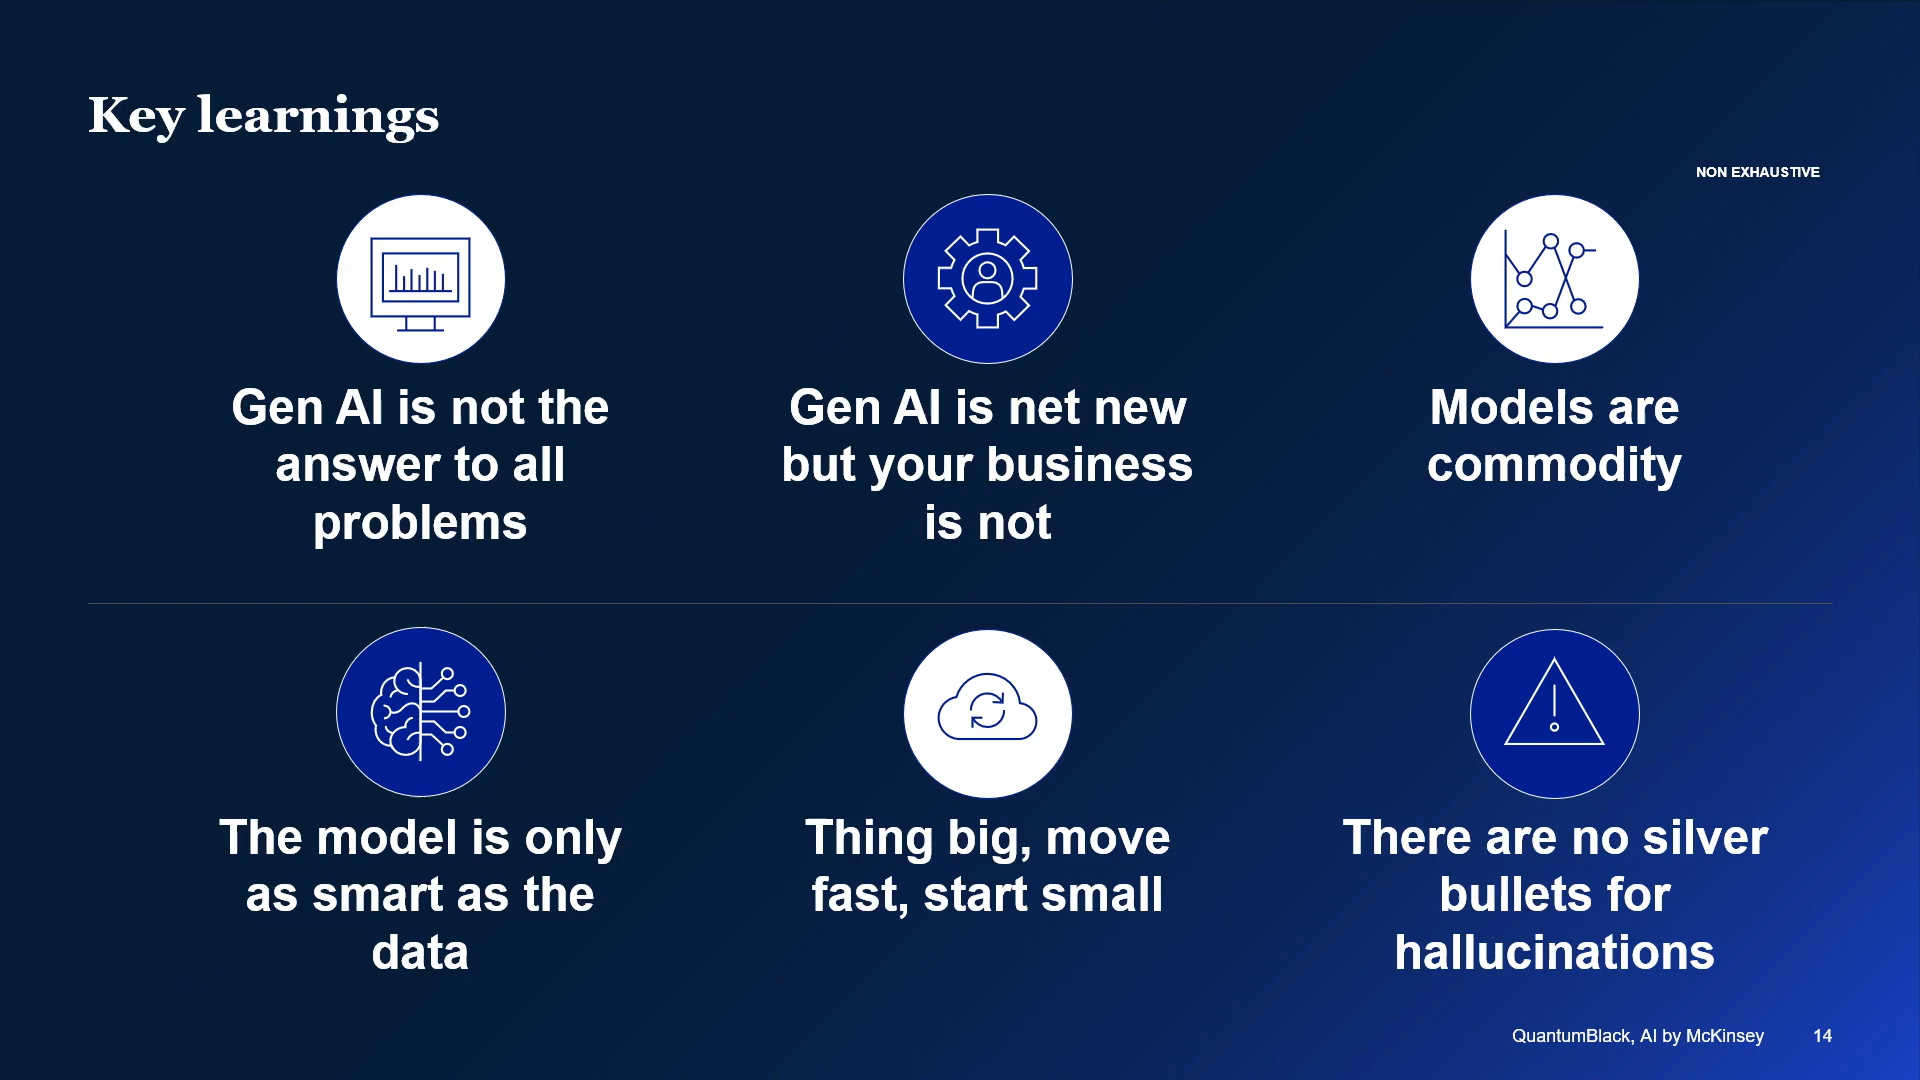 Key learnings
NON EXHAUSTIVE
Gen AI is not the
answer to all
problems
Gen AI is net new
but your business
is not
Models are
commodity
The model is only
as smart as the
data
Thing big, move
fast, start small
There are no silver
bullets for
hallucinations
QuantumBlack, AI by McKinsey 14